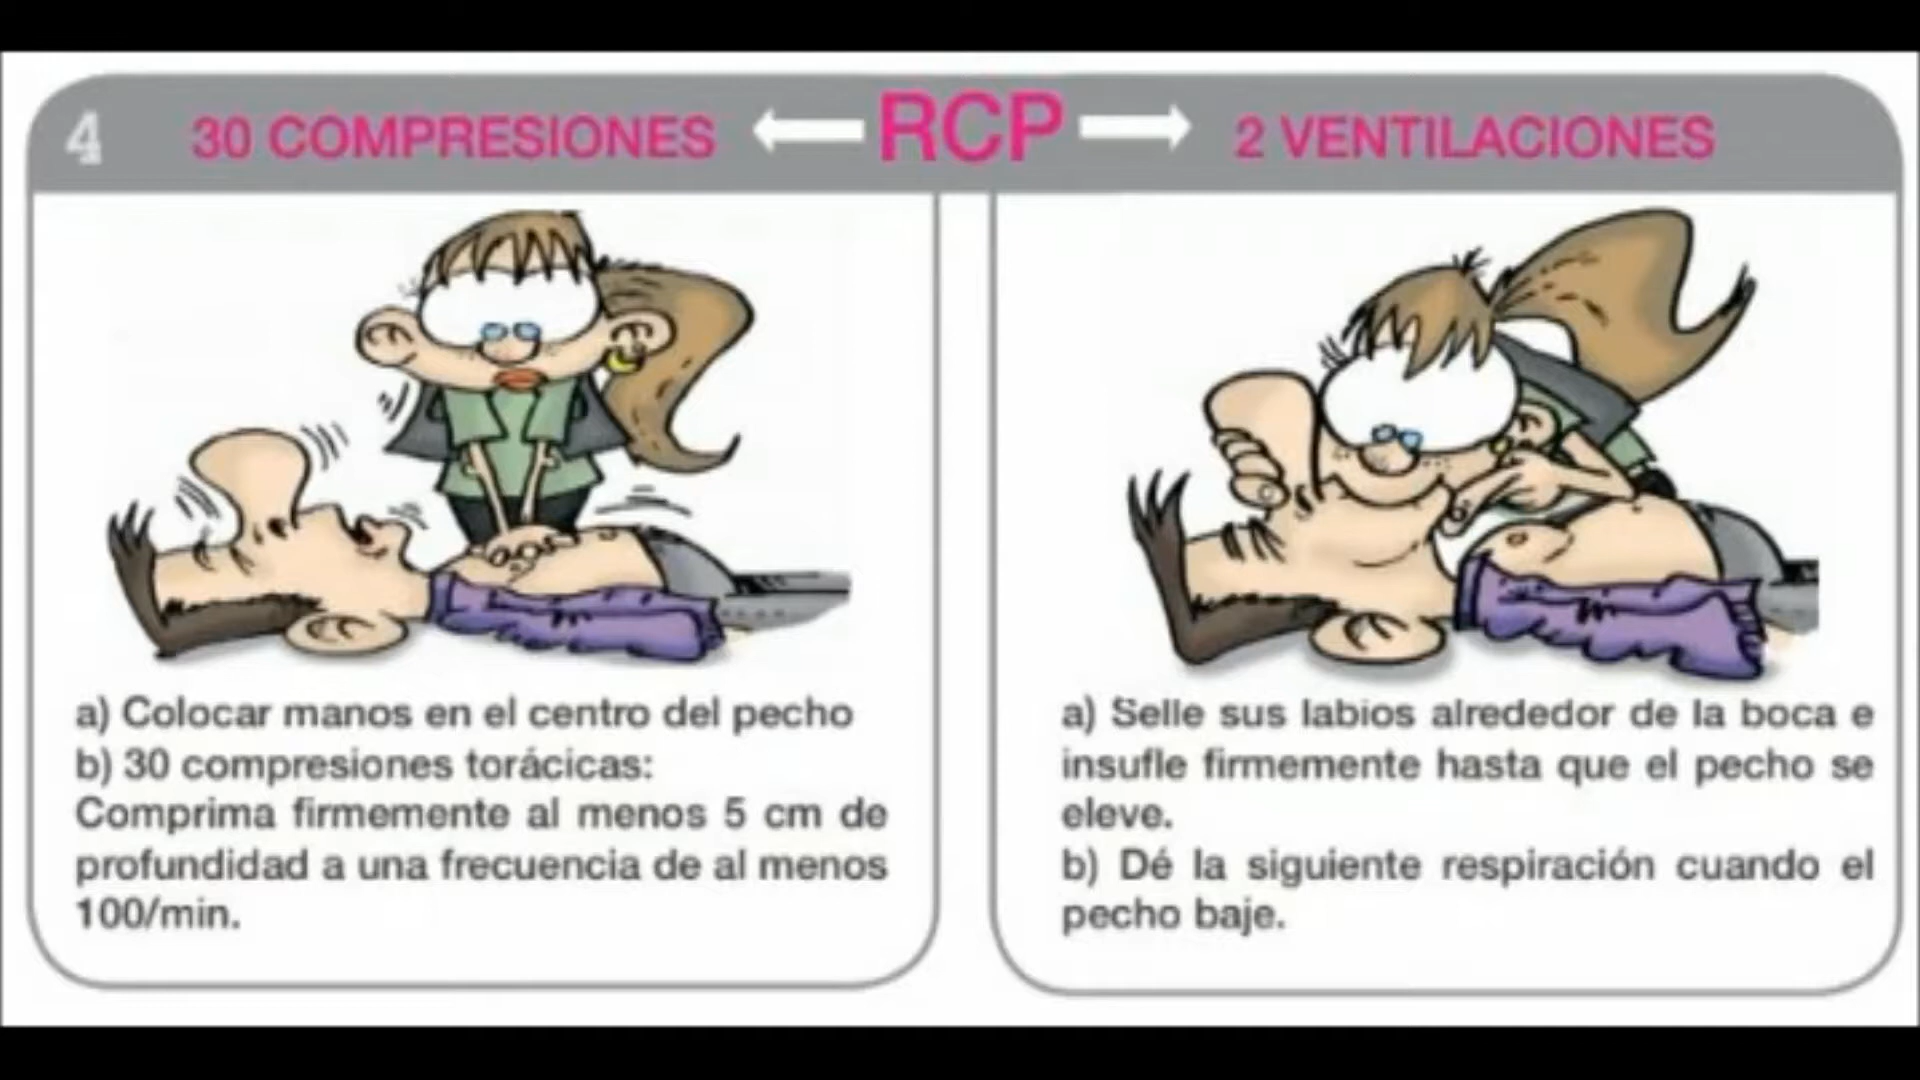 4 30 COMPRESIONES RCP 2 VENTILACIONES
a) Colocar manos en el centro del pecho
b) 30 compresiones torácicas:
Comprima firmemente al menos 5 cm de
profundidad a una frecuencia de al menos
100/min.
a) Selle sus labios alrededor de la boca e
insufle firmemente hasta que el pecho se
eleve.
b) Dé la siguiente respiración cuando el
pecho baje.